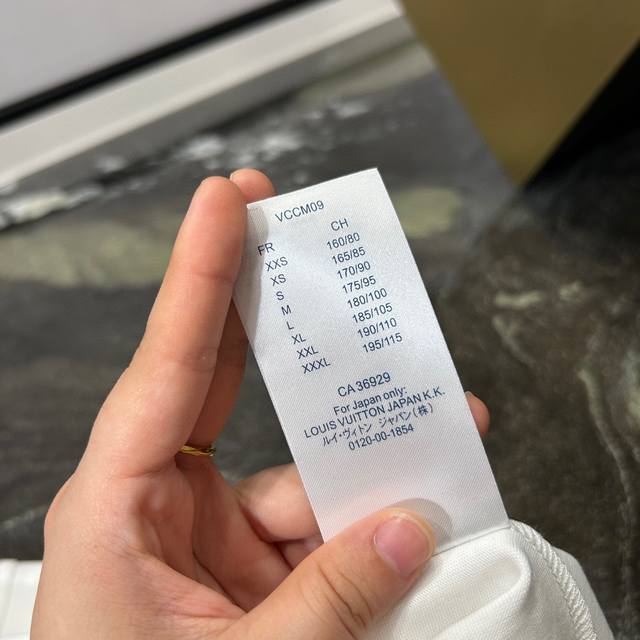 VCCM09
FR CH
XXS 160/80
XS 165/85
S 170/90
M 175/95
L 180/100
XL 185/105
XXL 190/110
XXXL 195/115
CA 36929
For Japan only:
LOUIS VUITTON JAPAN K.K.
ルイ・ヴィトン ジャパン(株)
0120-00-1854